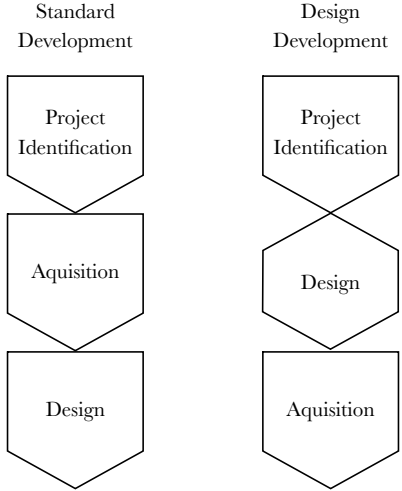 Standard
Development
Project
Identification
Aquisition
Design
Design
Development
Project
Identification
Design
Aquisition